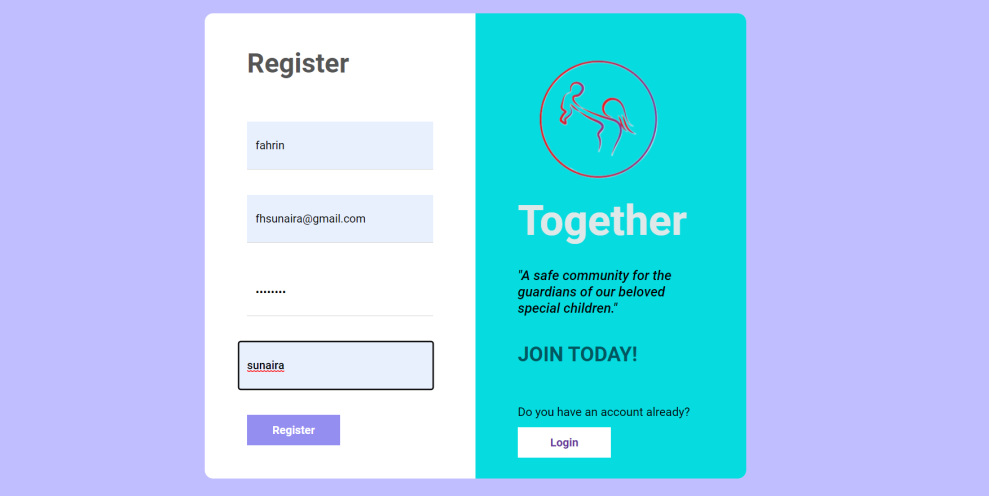 Register
fahrin
fhsunaira@gmail.com
••••••••
sunaira
Register
Together
"A safe community for the
guardians of our beloved
special children."
JOIN TODAY!
Do you have an account already?
Login